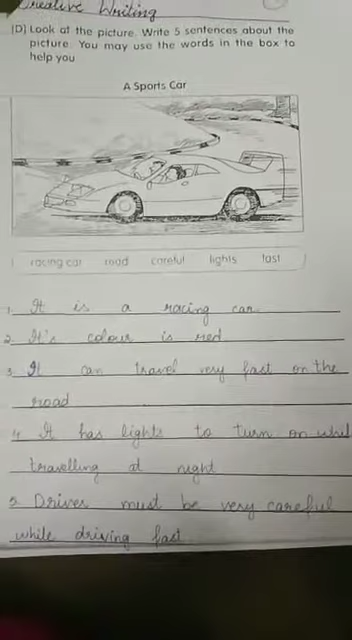 Creative Writing
(D) Look at the picture. Write 5 sentences about the
picture. You may use the words in the box to
help you
A Sports Car
racing car road careful lights fast
1. It is a racing car.
2. It's colour is red.
3. It can travel very fast on the
road
4. It has lights to turn on whil
travelling at night
5. Driver must be very careful
while driving fast.